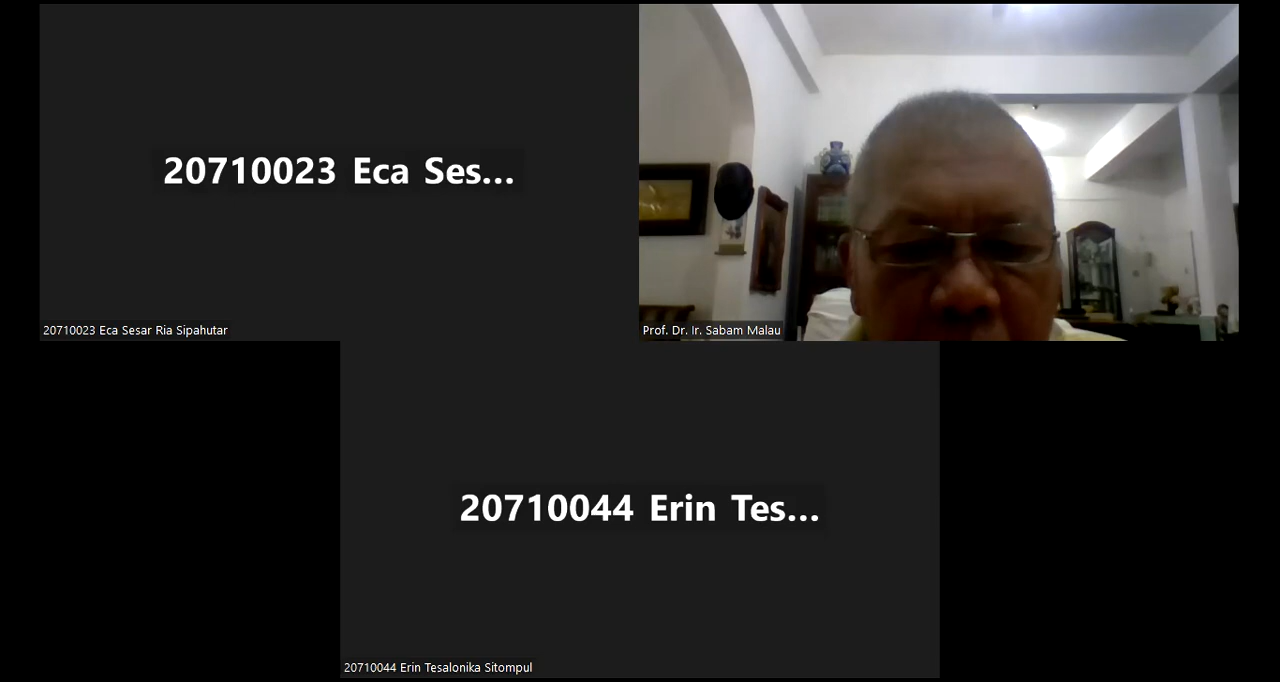 20710023 Eca Ses...
20710023 Eca Sesar Ria Sipahutar
Prof. Dr. Ir. Sabam Malau
20710044 Erin Tes...
20710044 Erin Tesalonika Sitompul